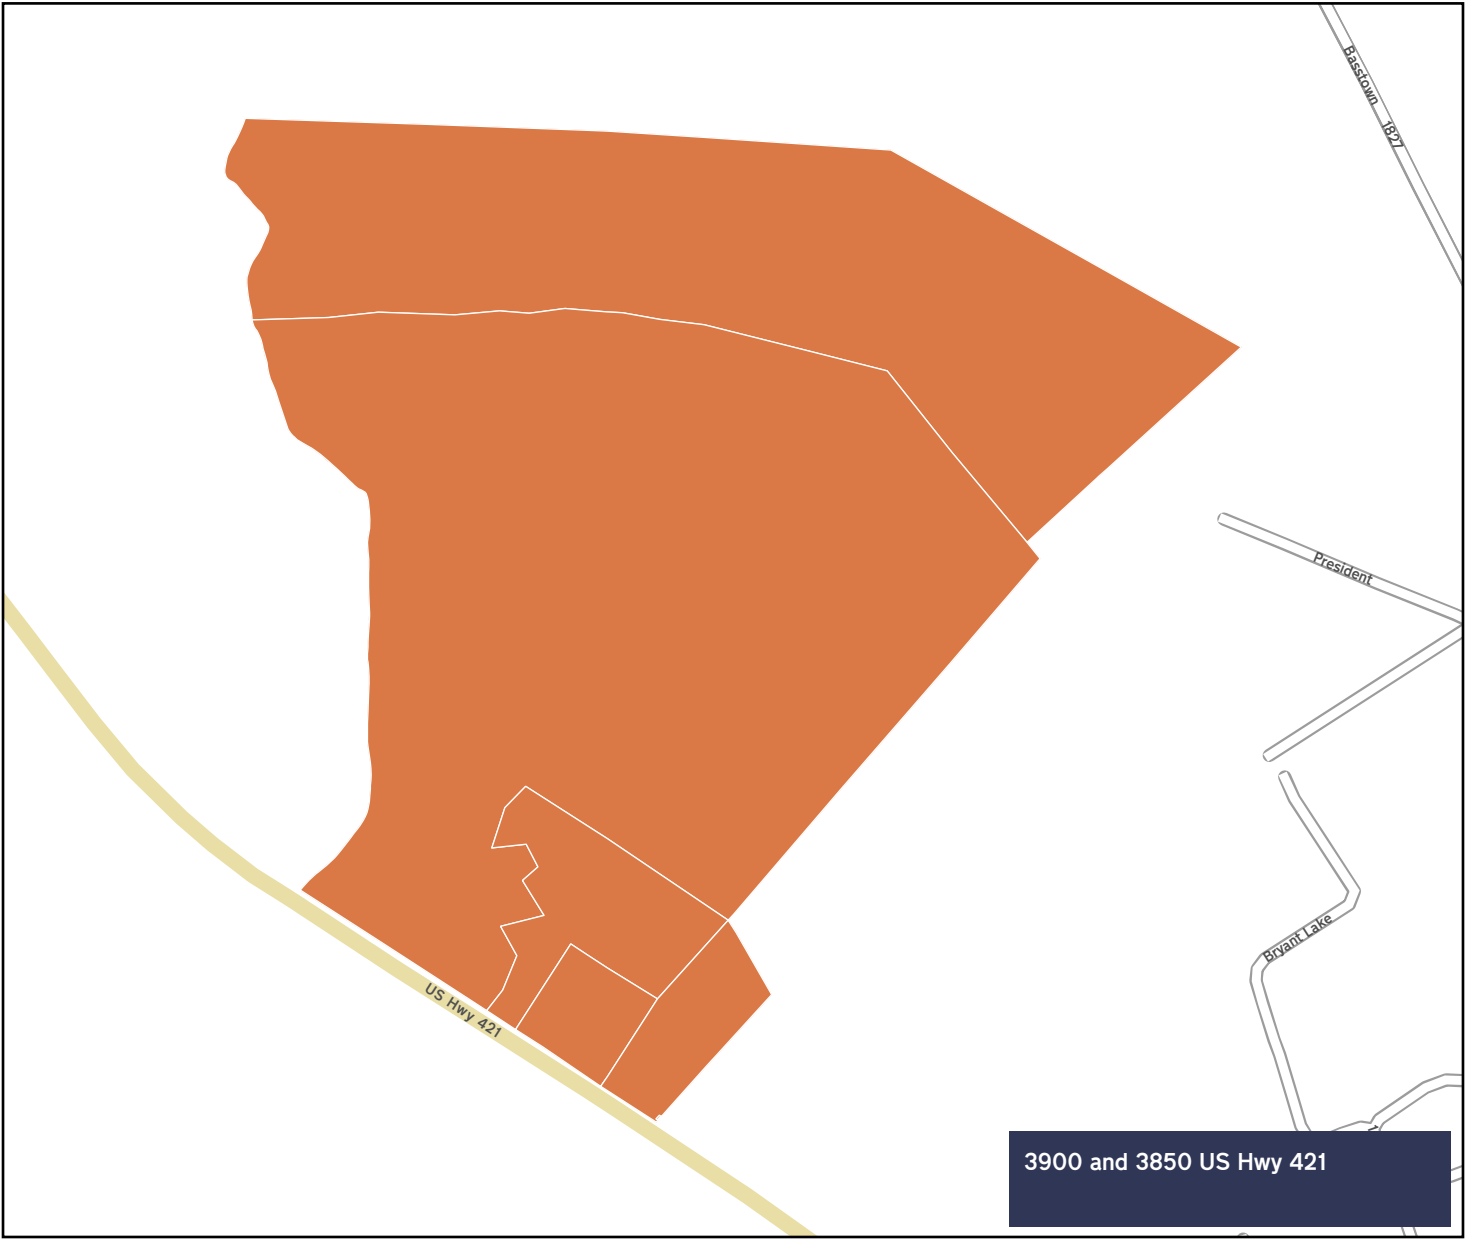 Basstown
1827
President
Bryant Lake
US Hwy 421
3900 and 3850 US Hwy 421